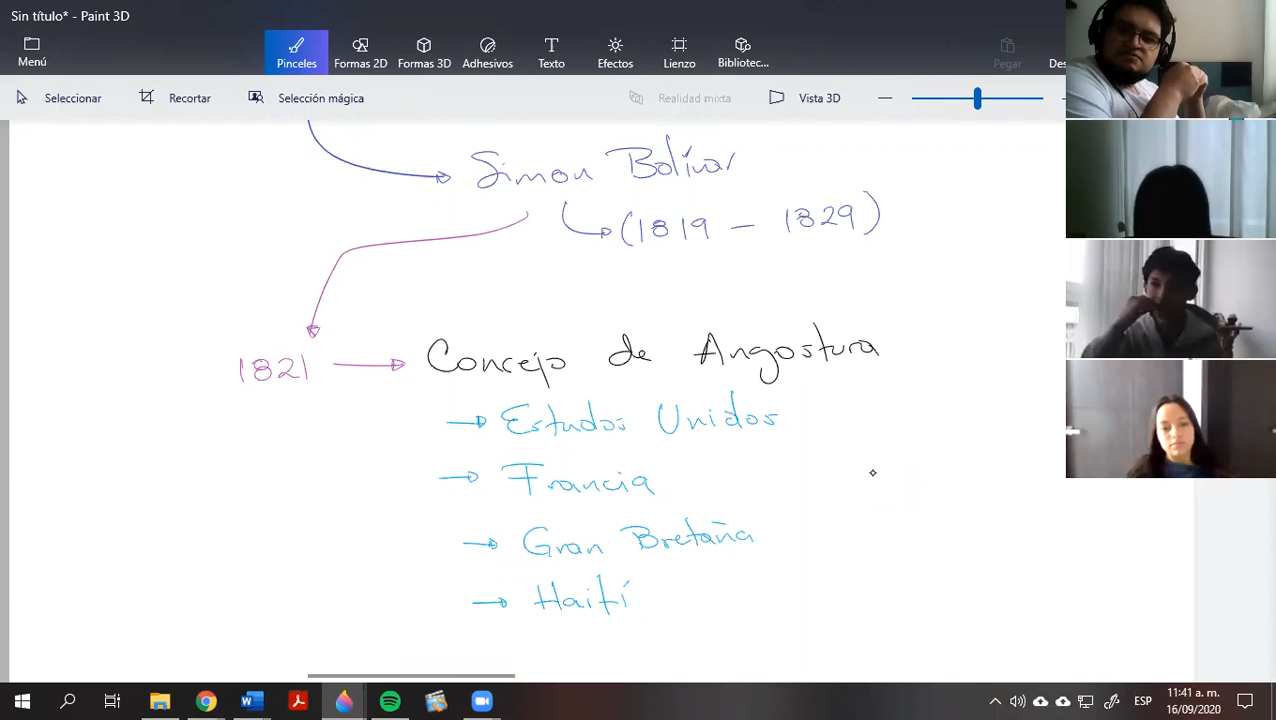 Sin título* - Paint 3D
Menú
Pinceles
Formas 2D
Formas 3D
Adhesivos
Texto
Efectos
Lienzo
Bibliotec...
Pegar
Des
Seleccionar
Recortar
Selección mágica
Realidad mixta
Vista 3D
Simon Bolívar
(1819 - 1829)
1821 Concejo de Angostura
Estudos Unidos
Francia
Gran Bretaña
Haití
ESP
11:41 a. m.
16/09/2020